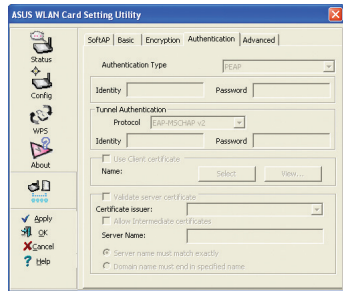 ASUS WLAN Card Setting Utility
Status
Config
WPS
About
Apply
OK
Cancel
Help
SoftAP Basic Encryption Authentication Advanced
Authentication Type PEAP
Identity Password
Tunnel Authentication
Protocol EAP-MSCHAP v2
Identity Password
Use Client certificate
Name: Select View...
Validate server certificate
Certificate issuer:
Allow Intermediate certificates
Server Name:
Server name must match exactly
Domain name must end in specified name